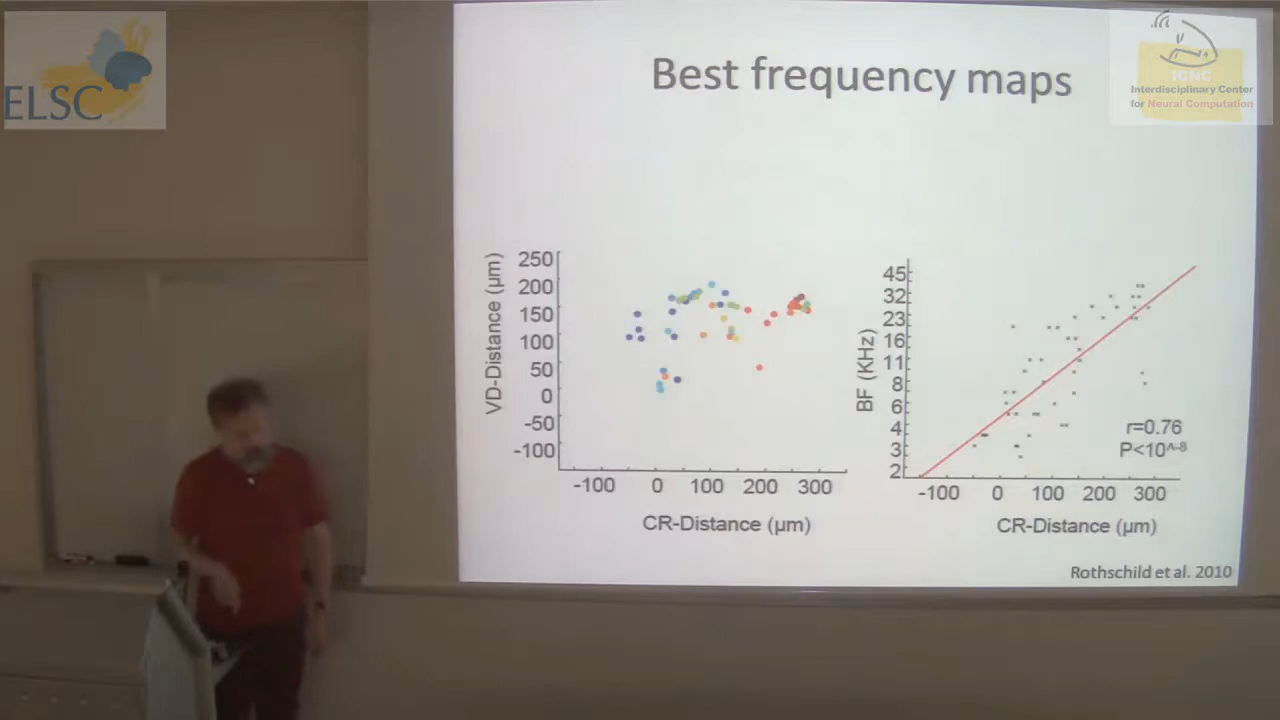 ELSC
Best frequency maps
ICNC
Interdisciplinary Center
for Neural Computation
VD-Distance (µm)
250
200
150
100
50
0
-50
-100
-100 0 100 200 300
CR-Distance (µm)
BF (KHz)
45
32
23
16
11
8
6
4
3
2
r=0.76
P<10^-8
-100 0 100 200 300
CR-Distance (µm)
Rothschild et al. 2010